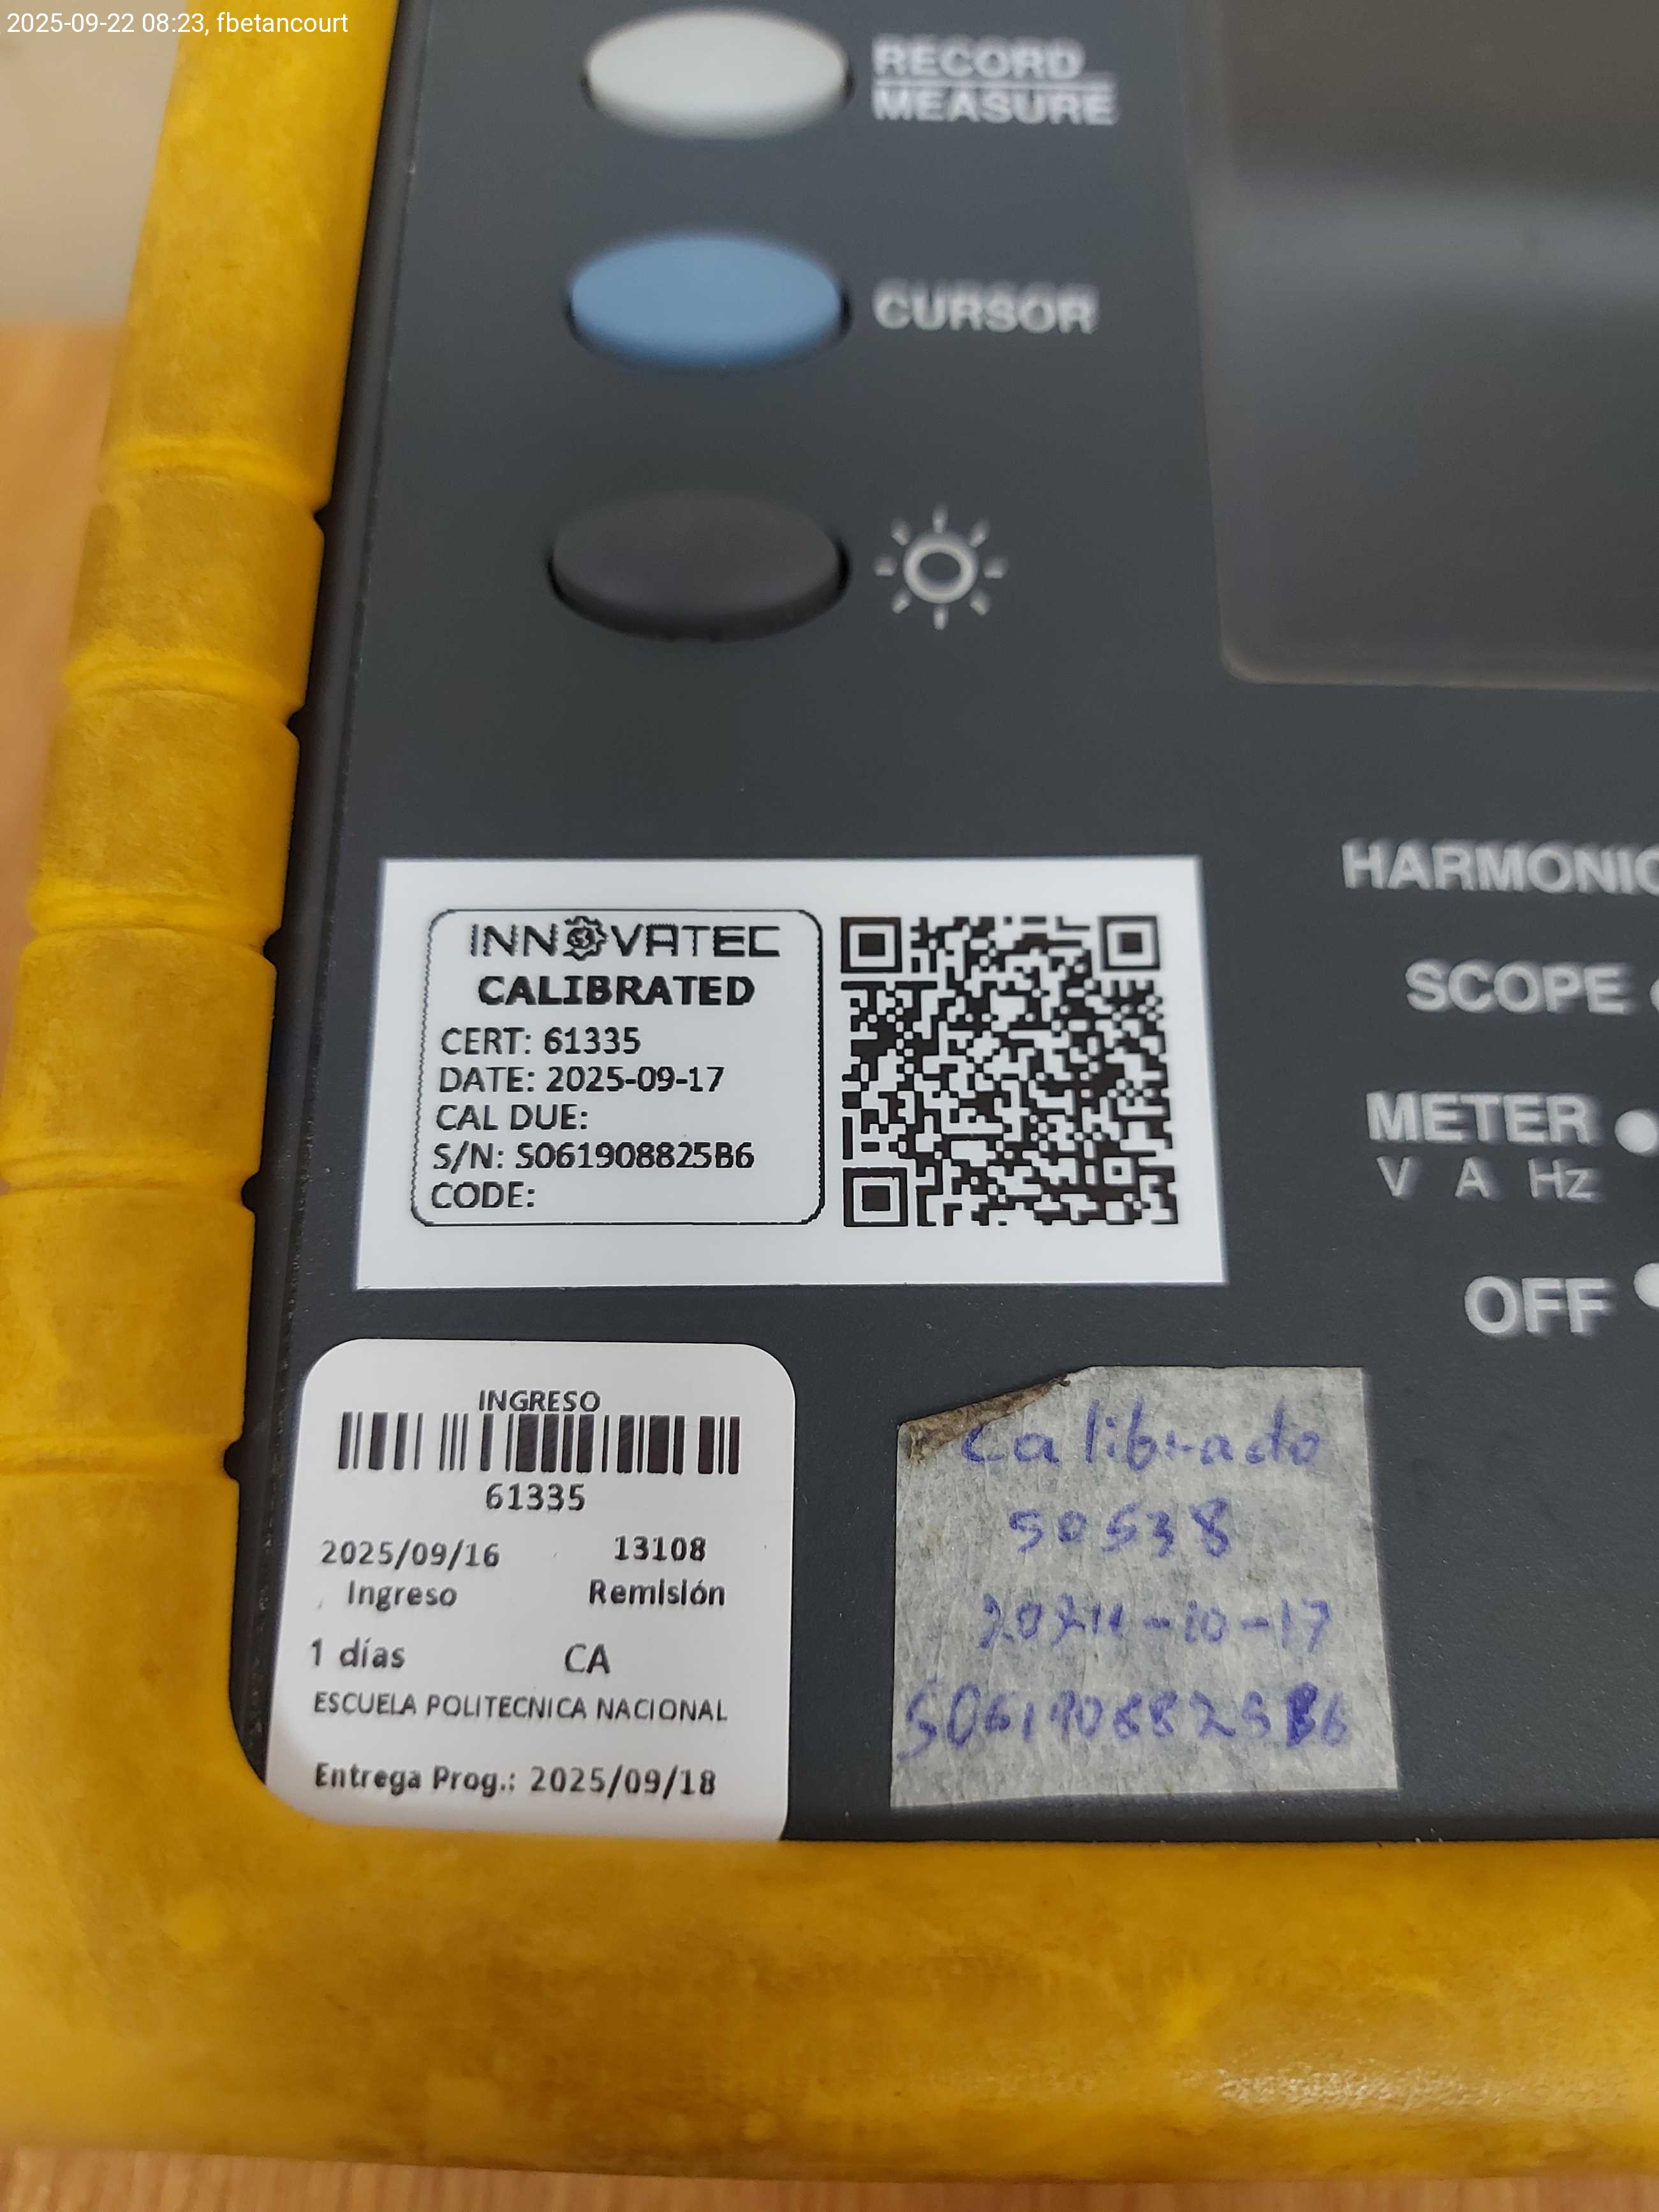 2025-09-22 08:23, fbetancourt
RECORD
MEASURE
CURSOR
HARMONIC
SCOPE
METER
V A Hz
OFF
INNOVATEC
CALIBRATED
CERT: 61335
DATE: 2025-09-17
CAL DUE:
S/N: S061908825B6
CODE:
INGRESO
61335
2025/09/16 13108
Ingreso Remisión
1 días CA
ESCUELA POLITECNICA NACIONAL
Entrega Prog.: 2025/09/18
Calibrado
50538
2024-10-17
S061908825B6